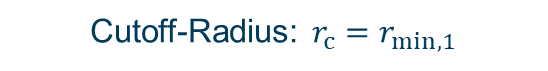 Cutoff-Radius: r_c = r_min,1